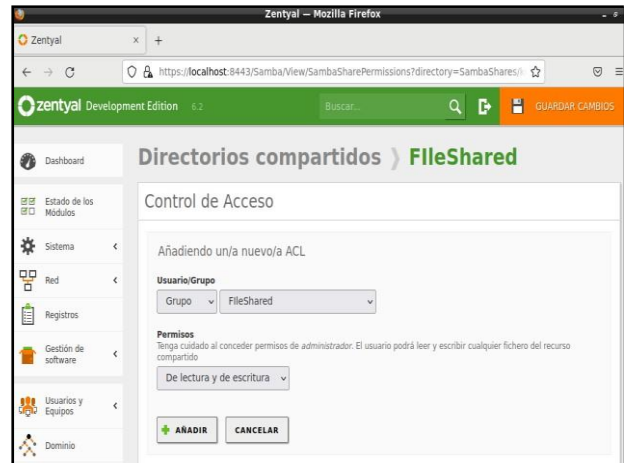 Zentyal — Mozilla Firefox
Zentyal
https://localhost:8443/Samba/View/SambaSharePermissions?directory=SambaShares/
zentyal Development Edition 6.2
Buscar...
GUARDAR CAMBIOS
Dashboard
Estado de los
Módulos
Sistema
Red
Registros
Gestión de
software
Usuarios y
Equipos
Dominio
Directorios compartidos
FIleShared
Control de Acceso
Añadiendo un/a nuevo/a ACL
Usuario/Grupo
Grupo
FIleShared
Permisos
Tenga cuidado al conceder permisos de administrador. El usuario podrá leer y escribir cualquier fichero del recurso
compartido
De lectura y de escritura
AÑADIR
CANCELAR